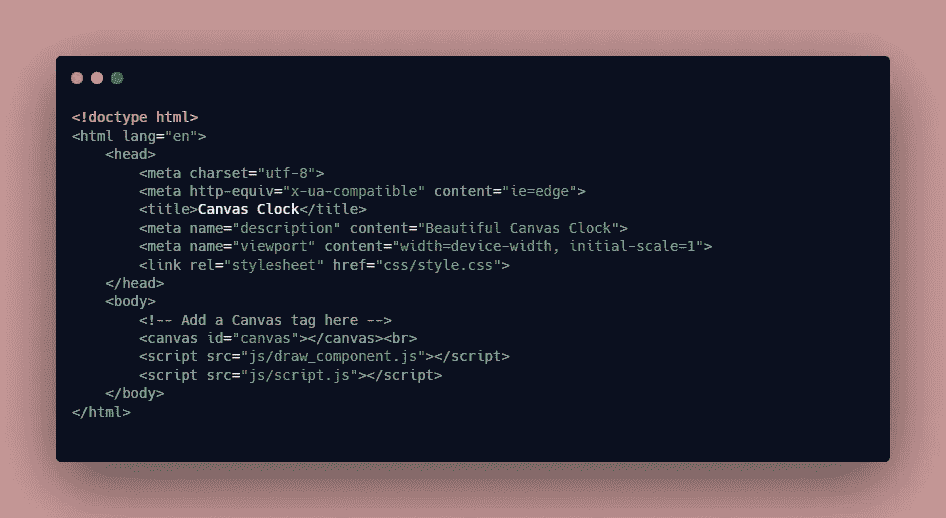 <!doctype html>
<html lang="en">
    <head>
        <meta charset="utf-8">
        <meta http-equiv="x-ua-compatible" content="ie=edge">
        <title>Canvas Clock</title>
        <meta name="description" content="Beautiful Canvas Clock">
        <meta name="viewport" content="width=device-width, initial-scale=1">
        <link rel="stylesheet" href="css/style.css">
    </head>
    <body>
        <!-- Add a Canvas tag here -->
        <canvas id="canvas"></canvas><br>
        <script src="js/draw_component.js"></script>
        <script src="js/script.js"></script>
    </body>
</html>